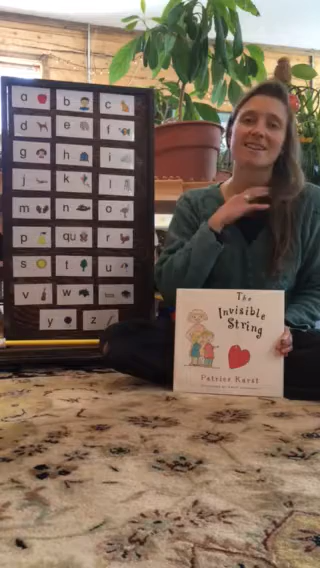 a b c
d e f
g h i
j k l
m n o
p qu r
s t u
v w x
y z
The
Invisible
String
Patrice Karst